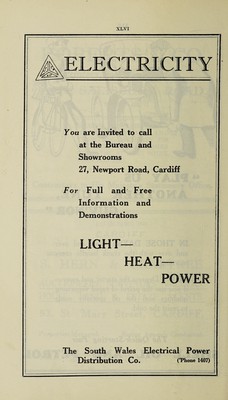 XLVI
ELECTRICITY
You are Invited to call
at the Bureau and
Showrooms
27, Newport Road, Cardiff
For Full and Free
Information and
Demonstrations
LIGHT—
HEAT—
POWER
The South Wales Electrical Power
Distribution Co. ('Phone 1407)